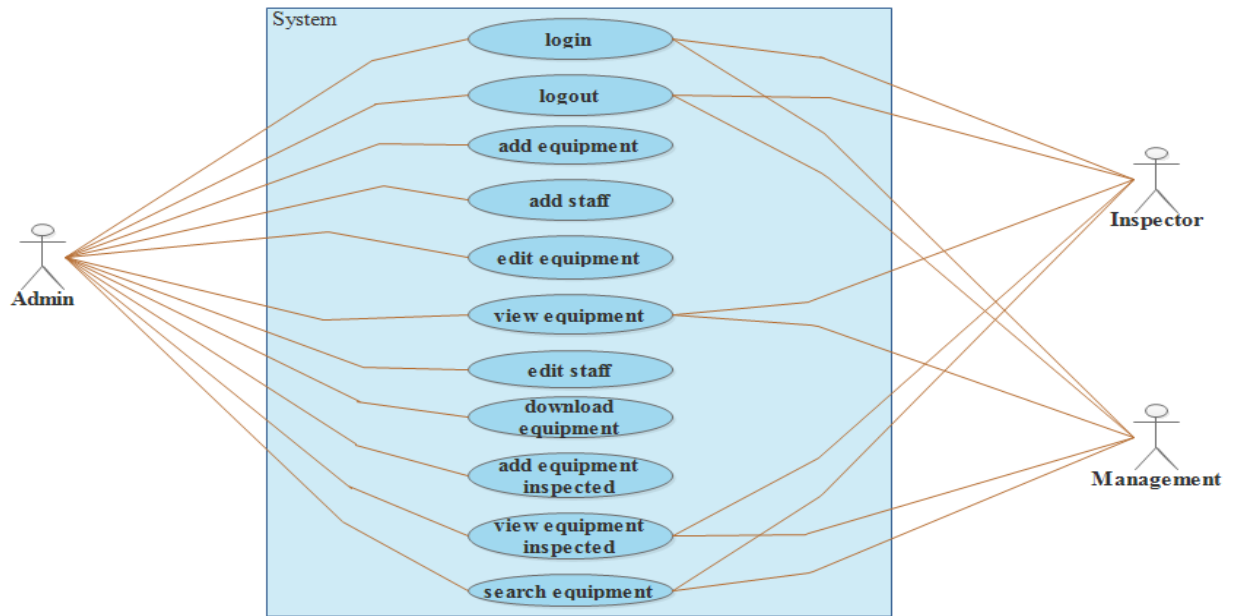 System
login
logout
add equipment
add staff
edit equipment
view equipment
edit staff
download
equipment
add equipment
inspected
view equipment
inspected
search equipment
Admin
Inspector
Management